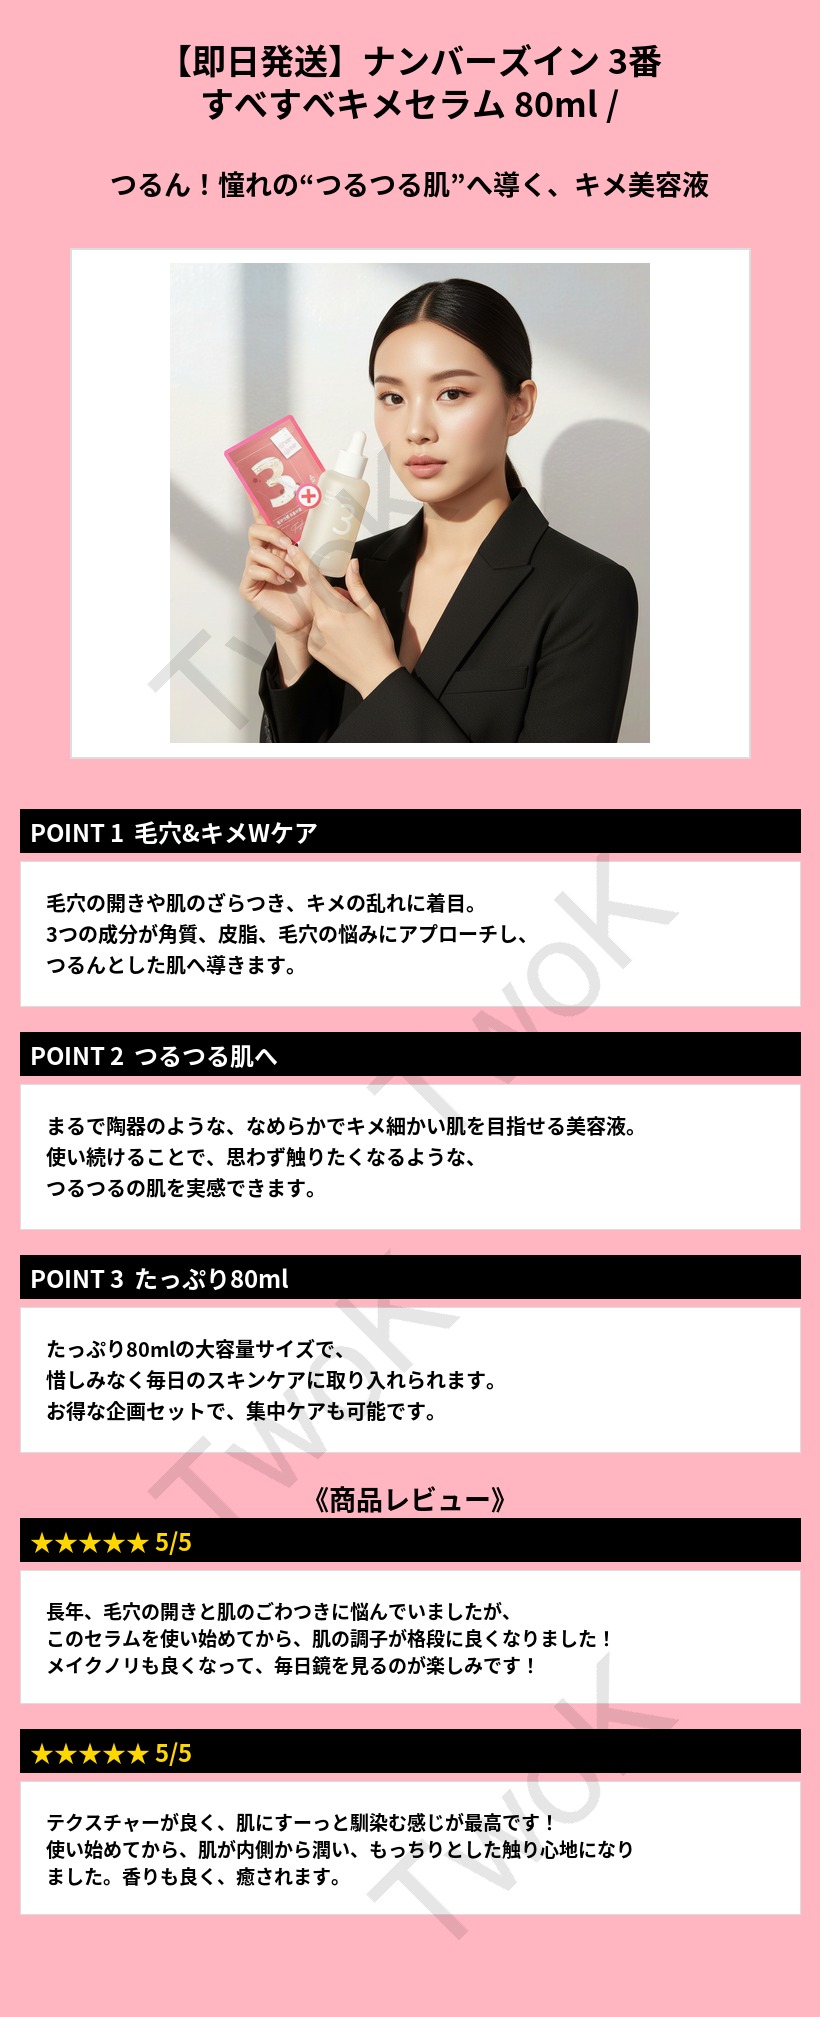 【即日発送】ナンバーズイン 3番
すべすべキメセラム 80ml /
つるん！憧れの“つるつる肌”へ導く、キメ美容液
3
3
TwoK
POINT 1 毛穴&キメWケア
毛穴の開きや肌のざらつき、キメの乱れに着目。
3つの成分が角質、皮脂、毛穴の悩みにアプローチし、
つるんとした肌へ導きます。
TwoK
POINT 2 つるつる肌へ
まるで陶器のような、なめらかでキメ細かい肌を目指せる美容液。
使い続けることで、思わず触りたくなるような、
つるつるの肌を実感できます。
POINT 3 たっぷり80ml
たっぷり80mlの大容量サイズで、
惜しみなく毎日のスキンケアに取り入れられます。
お得な企画セットで、集中ケアも可能です。
TwoK
《商品レビュー》
★★★★★ 5/5
長年、毛穴の開きと肌のごわつきに悩んでいましたが、
このセラムを使い始めてから、肌の調子が格段に良くなりました！
メイクノリも良くなって、毎日鏡を見るのが楽しみです！
★★★★★ 5/5
テクスチャーが良く、肌にすーっと馴染む感じが最高です！
使い始めてから、肌が内側から潤い、もっちりとした触り心地になり
ました。香りも良く、癒されます。
TwoK